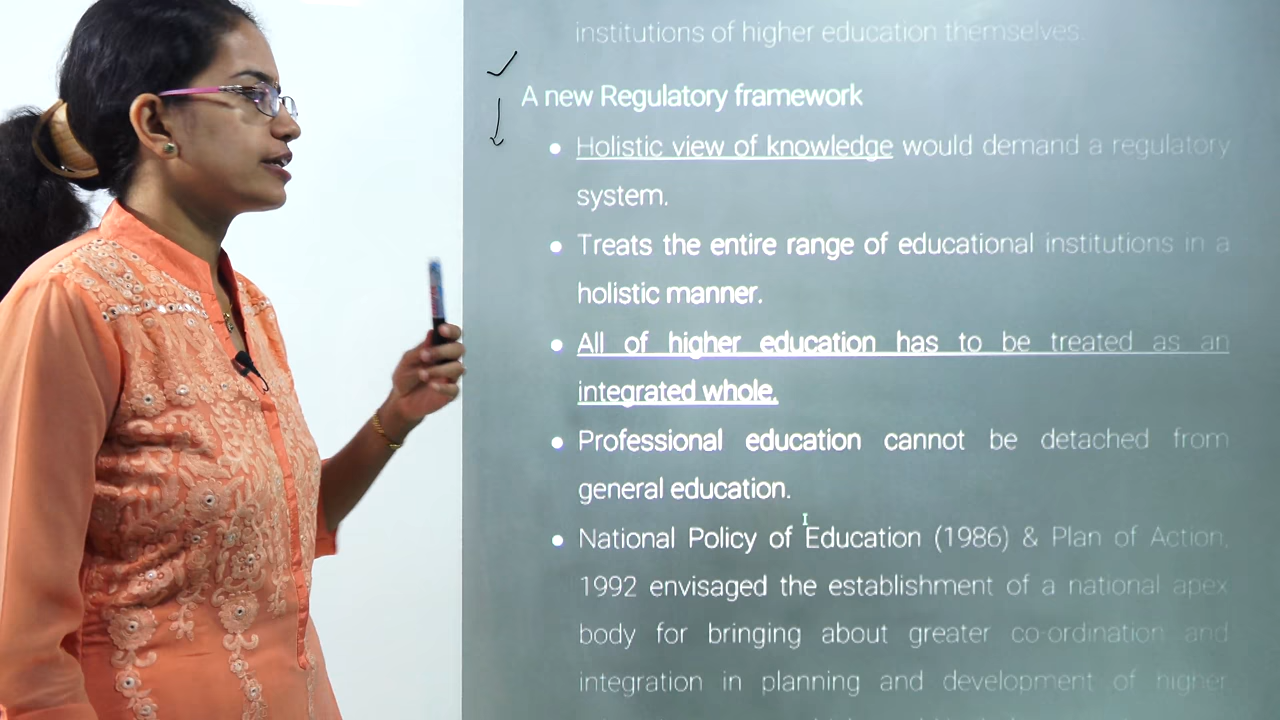 institutions of higher education themselves.
A new Regulatory framework
• Holistic view of knowledge would demand a regulatory
system.
• Treats the entire range of educational institutions in a
holistic manner.
• All of higher education has to be treated as an
integrated whole.
• Professional education cannot be detached from
general education.
• National Policy of Education (1986) & Plan of Action,
1992 envisaged the establishment of a national apex
body for bringing about greater co-ordination and
integration in planning and development of higher